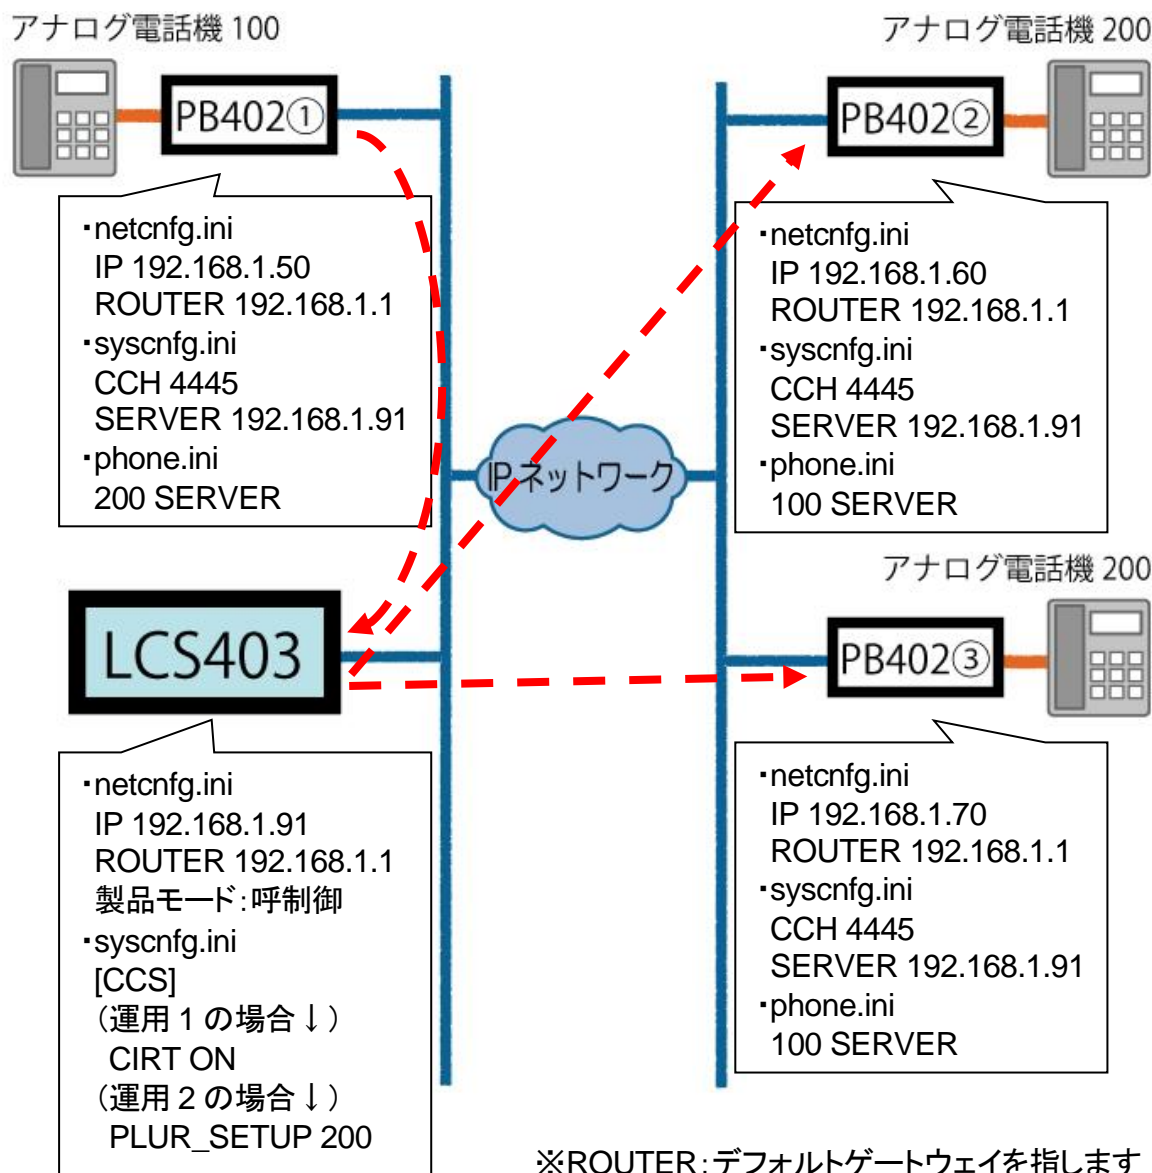 アナログ電話機 100
PB402①
・netcnfg.ini
IP 192.168.1.50
ROUTER 192.168.1.1
・syscnfg.ini
CCH 4445
SERVER 192.168.1.91
・phone.ini
200 SERVER
アナログ電話機 200
PB402②
・netcnfg.ini
IP 192.168.1.60
ROUTER 192.168.1.1
・syscnfg.ini
CCH 4445
SERVER 192.168.1.91
・phone.ini
100 SERVER
IPネットワーク
LCS403
・netcnfg.ini
IP 192.168.1.91
ROUTER 192.168.1.1
製品モード:呼制御
・syscnfg.ini
[CCS]
(運用 1 の場合↓)
CIRT ON
(運用 2 の場合↓)
PLUR_SETUP 200
アナログ電話機 200
PB402③
・netcnfg.ini
IP 192.168.1.70
ROUTER 192.168.1.1
・syscnfg.ini
CCH 4445
SERVER 192.168.1.91
・phone.ini
100 SERVER
※ROUTER:デフォルトゲートウェイを指します